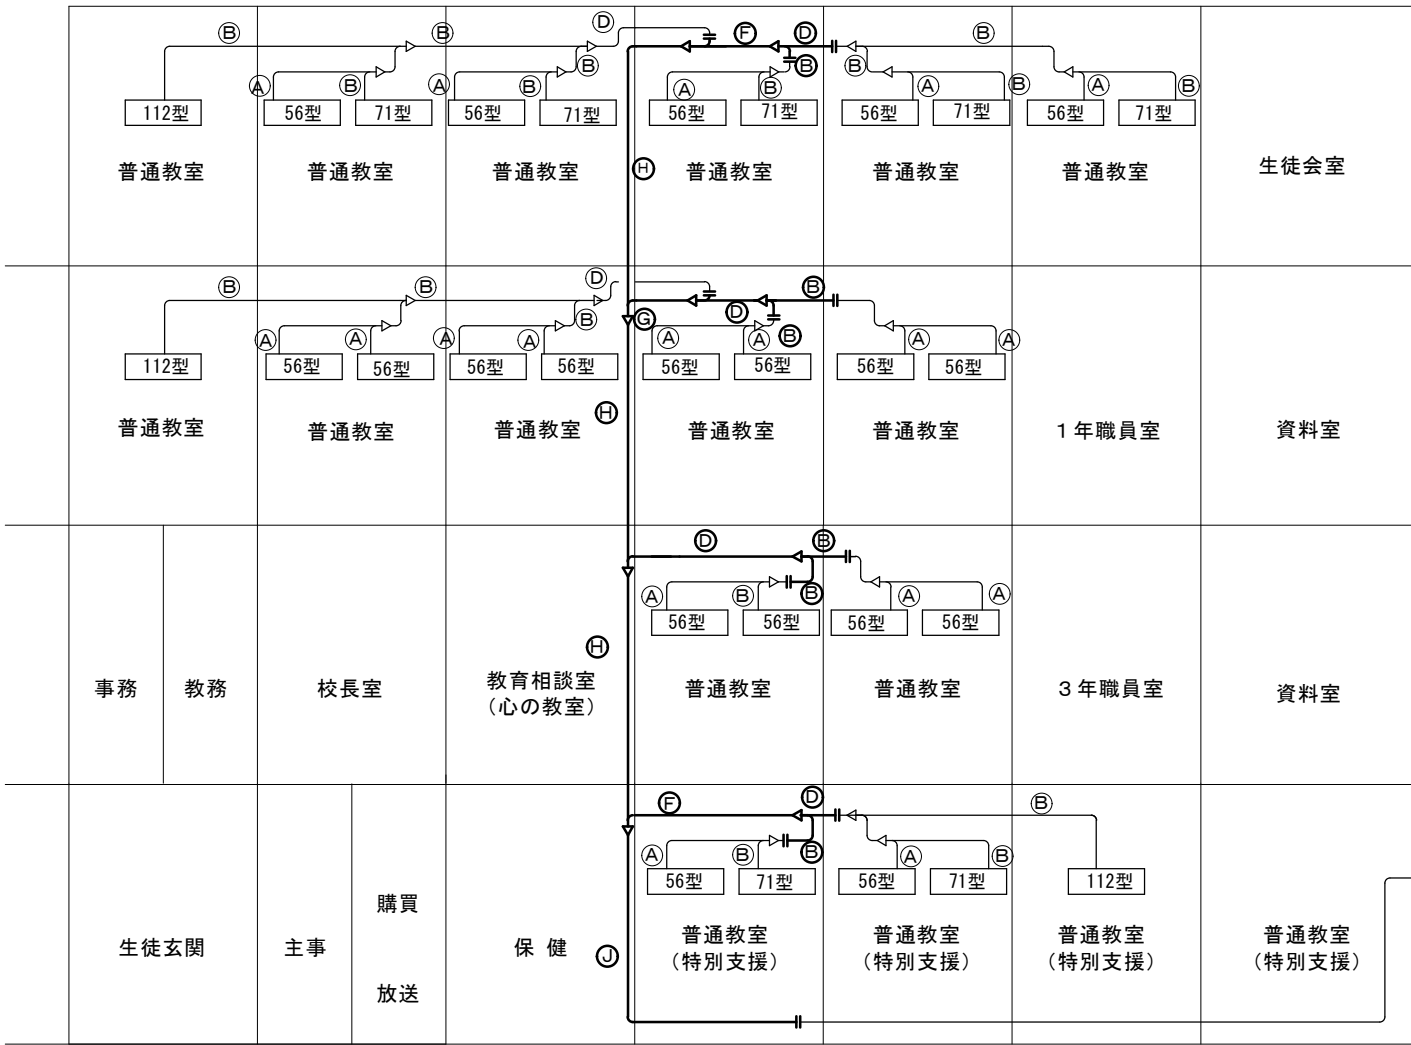 Ⓑ Ⓑ Ⓓ Ⓕ Ⓓ Ⓑ
Ⓑ Ⓑ Ⓑ
Ⓐ Ⓑ Ⓐ Ⓑ Ⓐ Ⓑ Ⓐ Ⓑ Ⓐ Ⓑ
112型 56型 71型 56型 71型 56型 71型 56型 71型 56型 71型
普通教室 普通教室 普通教室 Ⓗ 普通教室 普通教室 普通教室 生徒会室
Ⓑ Ⓑ Ⓓ Ⓑ
Ⓑ Ⓖ Ⓓ
Ⓐ Ⓐ Ⓐ Ⓐ Ⓐ Ⓐ Ⓑ Ⓐ Ⓐ
112型 56型 56型 56型 56型 56型 56型 56型 56型
Ⓗ
普通教室 普通教室 普通教室 普通教室 普通教室 1年職員室 資料室
Ⓓ Ⓑ
Ⓐ Ⓑ Ⓑ Ⓐ Ⓐ
56型 56型 56型 56型
Ⓗ
事務 教務 校長室 教育相談室 普通教室 普通教室 3年職員室 資料室
(心の教室)
Ⓕ Ⓓ Ⓑ
Ⓐ Ⓑ Ⓑ Ⓐ Ⓑ
56型 71型 56型 71型 112型
購買
生徒玄関 主事 保 健 Ⓙ 普通教室 普通教室 普通教室 普通教室
(特別支援) (特別支援) (特別支援) (特別支援)
放送